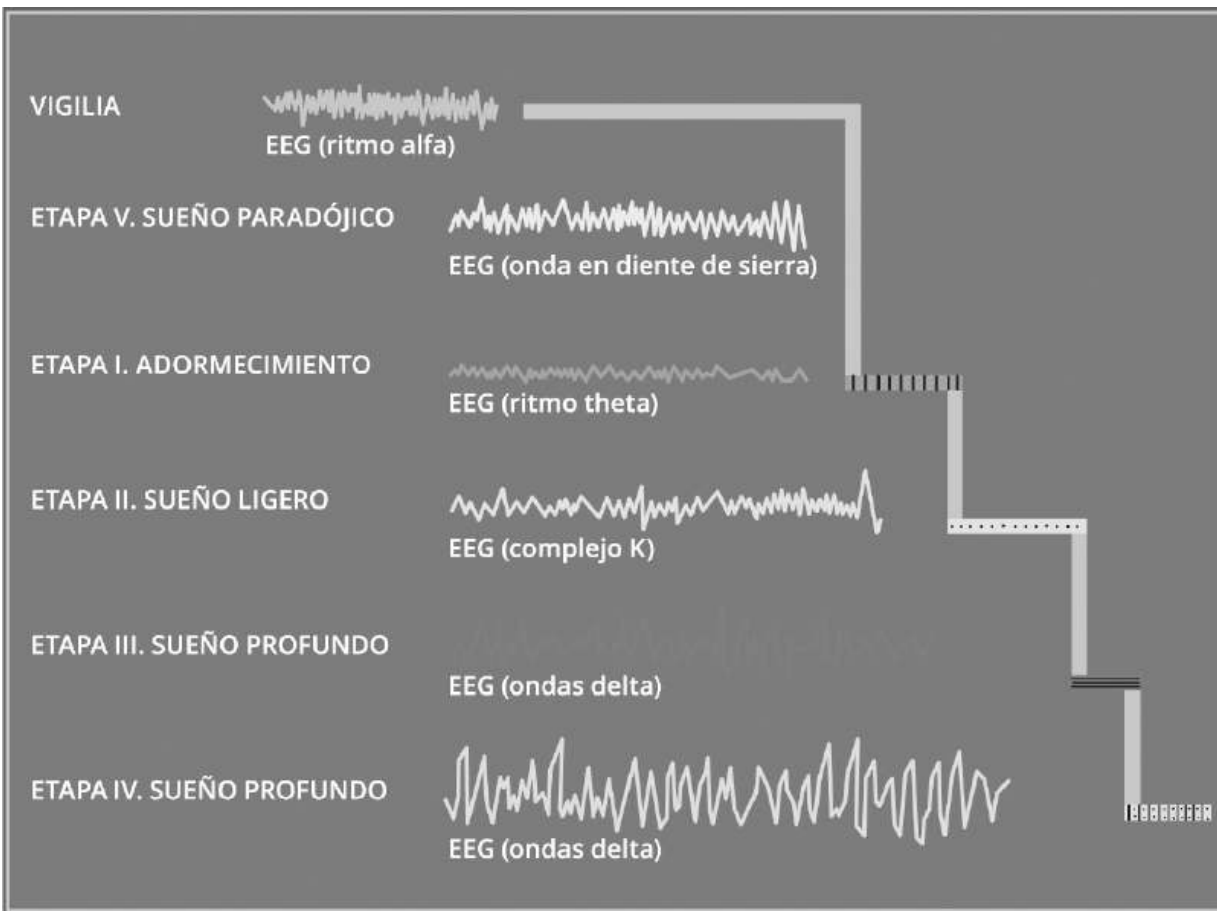 VIGILIA
EEG (ritmo alfa)
ETAPA V. SUEÑO PARADÓJICO
EEG (onda en diente de sierra)
ETAPA I. ADORMECIMIENTO
EEG (ritmo theta)
ETAPA II. SUEÑO LIGERO
EEG (complejo K)
ETAPA III. SUEÑO PROFUNDO
EEG (ondas delta)
ETAPA IV. SUEÑO PROFUNDO
EEG (ondas delta)